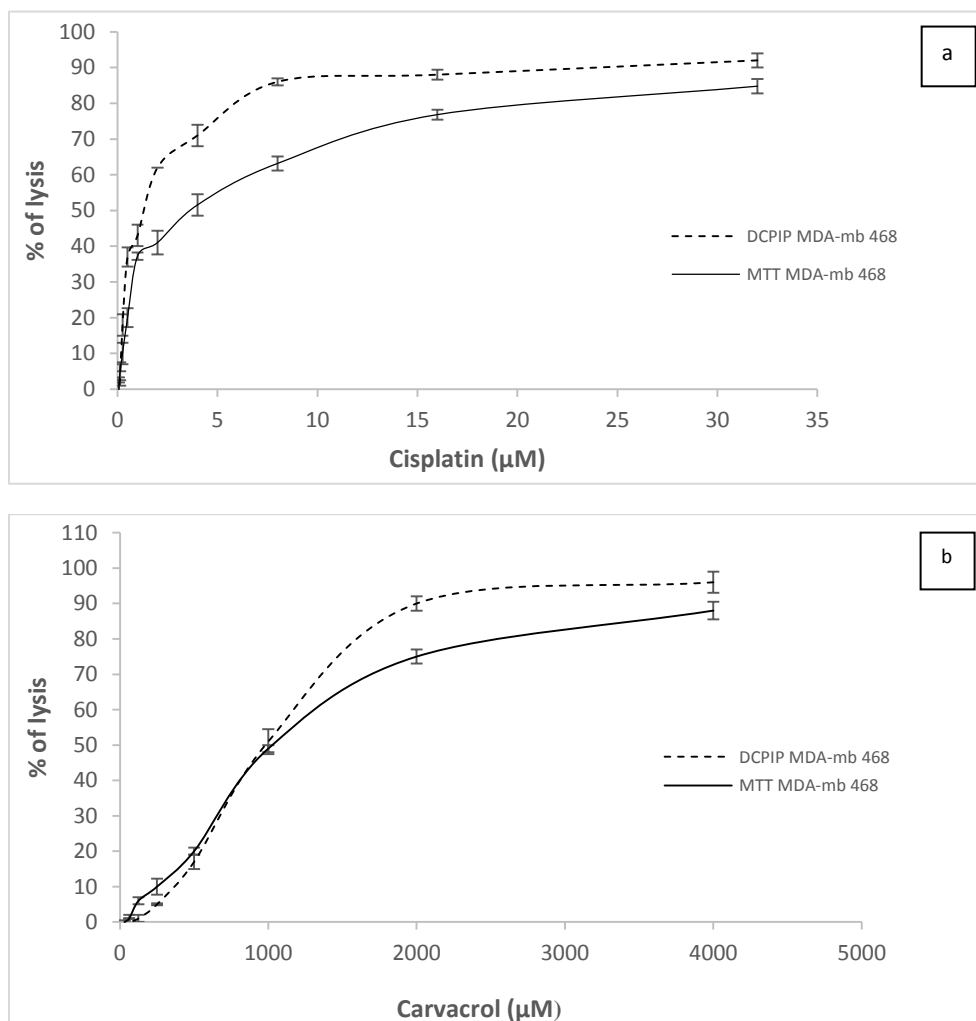 100
90
80
70
60
50
40
30
20
10
0
% of lysis
a
DCPIP MDA-mb 468
MTT MDA-mb 468
0 5 10 15 20 25 30 35
Cisplatin (µM)
110
100
90
80
70
60
50
40
30
20
10
0
% of lysis
b
DCPIP MDA-mb 468
MTT MDA-mb 468
0 1000 2000 3000 4000 5000
Carvacrol (µM)